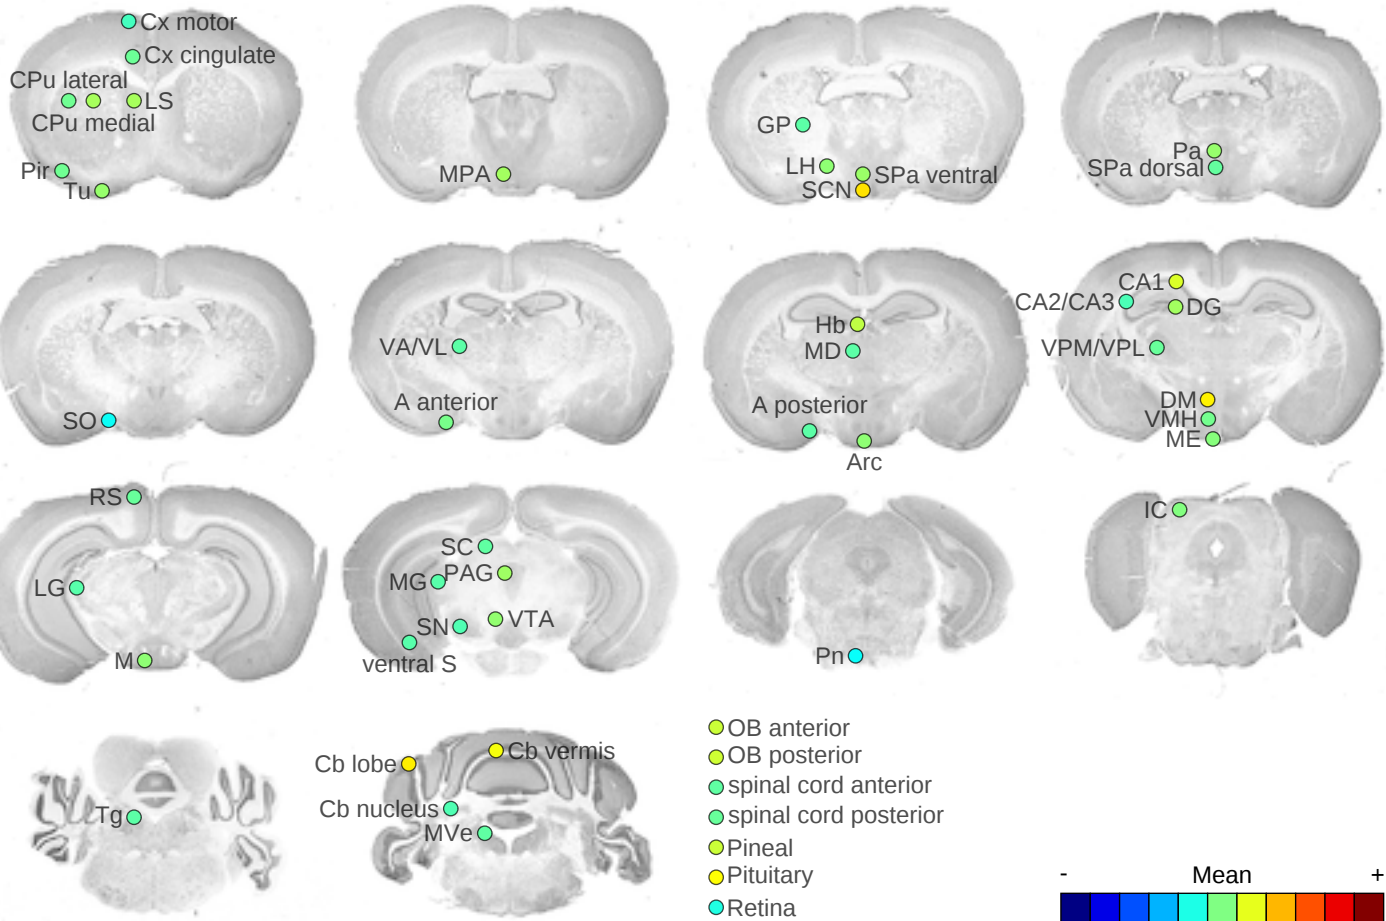 Cx motor
Cx cingulate
CPu lateral
LS
CPu medial
Pir
Tu
MPA
GP
LH
SPa ventral
SCN
Pa
SPa dorsal
SO
VA/VL
A anterior
Hb
MD
A posterior
Arc
CA1
CA2/CA3
DG
VPM/VPL
DM
VMH
ME
RS
LG
M
SC
MG
PAG
SN
VTA
ventral S
Pn
IC
Tg
Cb lobe
Cb vermis
Cb nucleus
MVe
OB anterior
OB posterior
spinal cord anterior
spinal cord posterior
Pineal
Pituitary
Retina
- Mean +